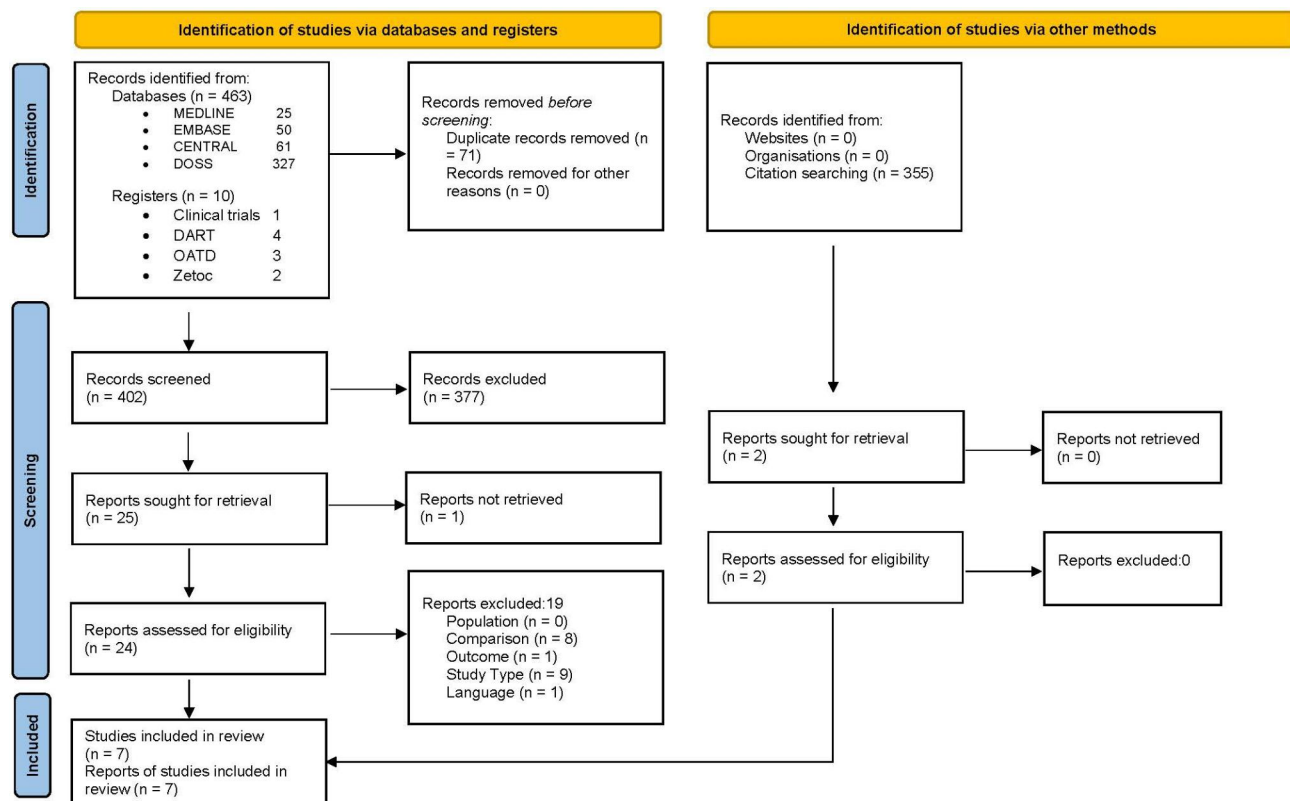 Identification of studies via databases and registers
Identification of studies via other methods
Identification
Records identified from:
Databases (n = 463)
• MEDLINE 25
• EMBASE 50
• CENTRAL 61
• DOSS 327
Registers (n = 10)
• Clinical trials 1
• DART 4
• OATD 3
• Zetoc 2
Records removed before
screening:
Duplicate records removed (n
= 71)
Records removed for other
reasons (n = 0)
Records identified from:
Websites (n = 0)
Organisations (n = 0)
Citation searching (n = 355)
Screening
Records screened
(n = 402)
Records excluded
(n = 377)
Reports sought for retrieval
(n = 25)
Reports not retrieved
(n = 1)
Reports sought for retrieval
(n = 2)
Reports not retrieved
(n = 0)
Reports assessed for eligibility
(n = 24)
Reports excluded:19
Population (n = 0)
Comparison (n = 8)
Outcome (n = 1)
Study Type (n = 9)
Language (n = 1)
Reports assessed for eligibility
(n = 2)
Reports excluded:0
Included
Studies included in review
(n = 7)
Reports of studies included in
review (n = 7)